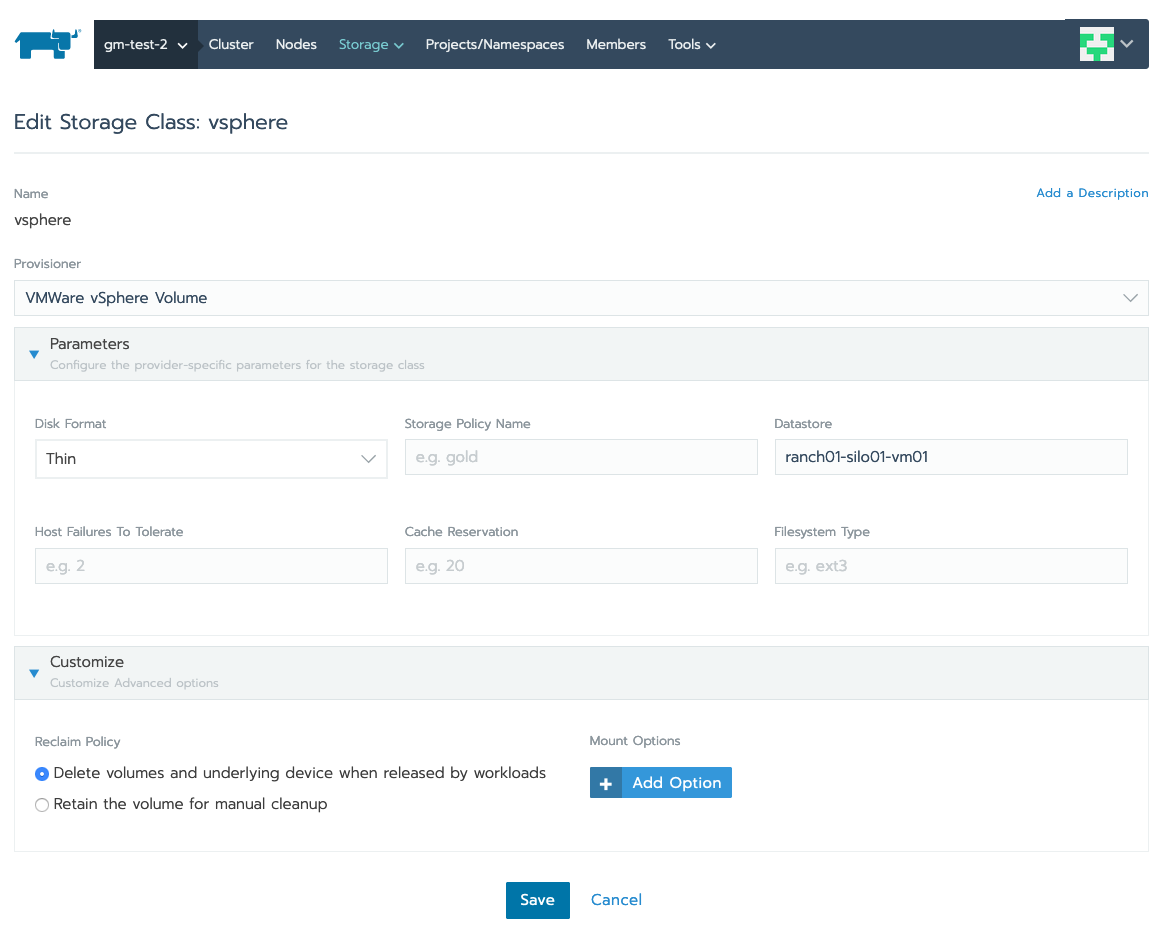 gm-test-2 Cluster Nodes Storage Projects/Namespaces Members Tools
Edit Storage Class: vsphere
Name
Add a Description
vsphere
Provisioner
VMWare vSphere Volume
Parameters
Configure the provider-specific parameters for the storage class
Disk Format
Storage Policy Name
Datastore
Thin
e.g. gold
ranch01-silo01-vm01
Host Failures To Tolerate
Cache Reservation
Filesystem Type
e.g. 2
e.g. 20
e.g. ext3
Customize
Customize Advanced options
Reclaim Policy
Mount Options
Delete volumes and underlying device when released by workloads
Add Option
Retain the volume for manual cleanup
Save
Cancel